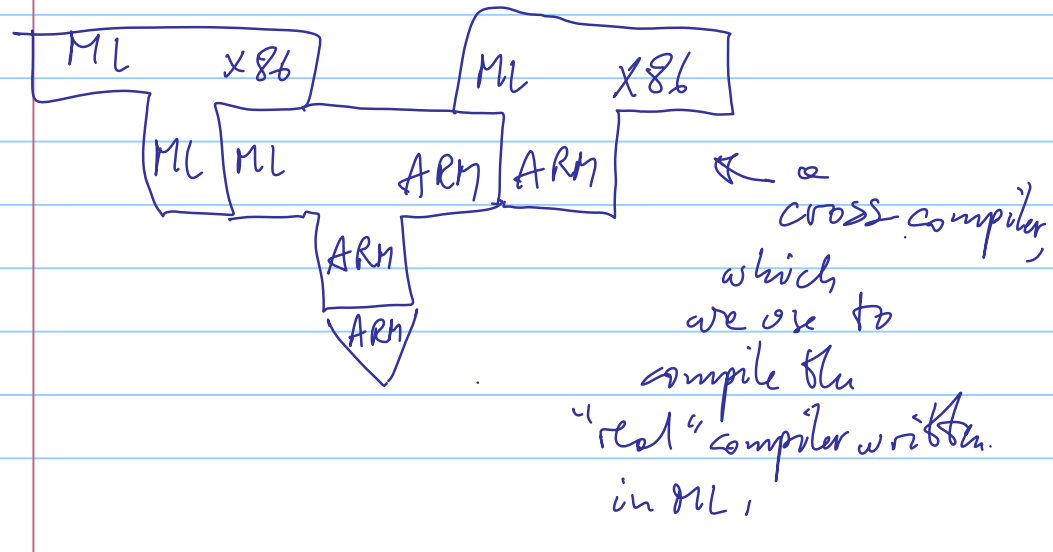 ML X86 ML X86
ML ML ARM ARM
ARM
ARM
a
cross-compiler,
which
we use to
compile the
"real" compiler written
in ML,